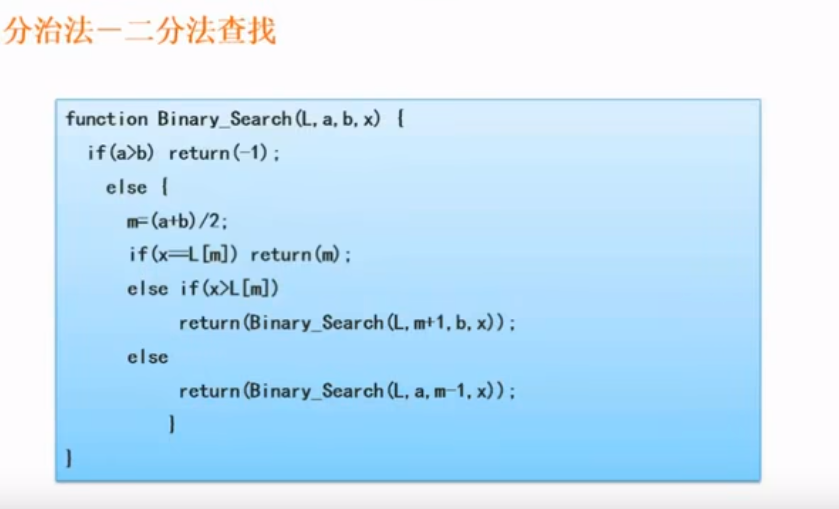 分治法－二分法查找
function Binary_Search(L,a,b,x) {
if(a>b) return(-1);
else {
m=(a+b)/2;
if(x==L[m]) return(m);
else if(x>L[m])
return(Binary_Search(L,m+1,b,x));
else
return(Binary_Search(L,a,m-1,x));
}
}